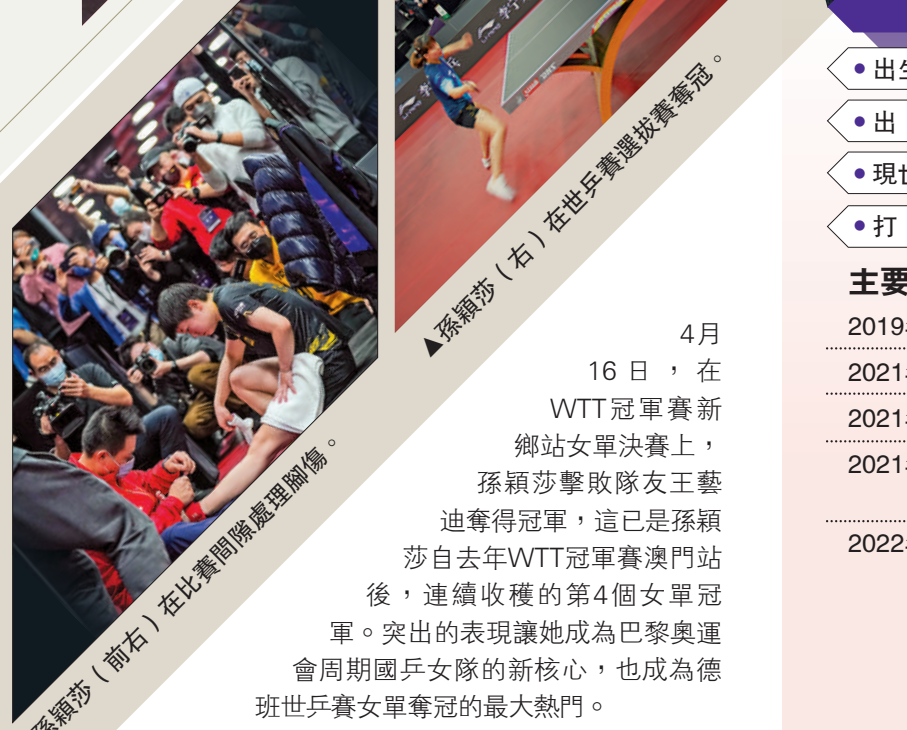 ▲孫穎莎（右）在世乒賽選拔賽奪冠。
孫穎莎（前右）在比賽間隙處理腳傷。
4月
16日，在
WTT冠軍賽新
鄉站女單決賽上，
孫穎莎擊敗隊友王藝
迪奪得冠軍，這已是孫穎
莎自去年WTT冠軍賽澳門站
後，連續收穫的第4個女單冠
軍。突出的表現讓她成為巴黎奧運
會周期國乒女隊的新核心，也成為德
班世乒賽女單奪冠的最大熱門。
•出生
•出
•現世
•打
主要
2019
2021
2021
2021
2022